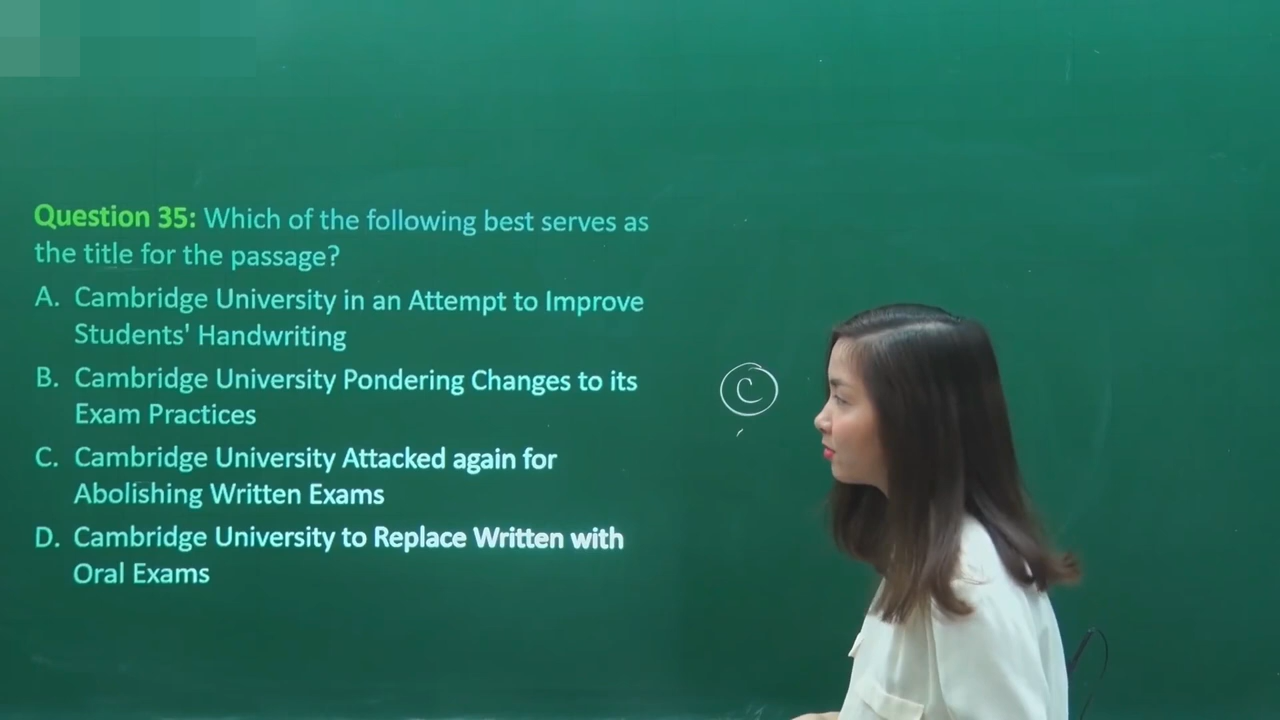 Question 35: Which of the following best serves as
the title for the passage?
A. Cambridge University in an Attempt to Improve
Students' Handwriting
B. Cambridge University Pondering Changes to its
Exam Practices
C. Cambridge University Attacked again for
Abolishing Written Exams
D. Cambridge University to Replace Written with
Oral Exams
C